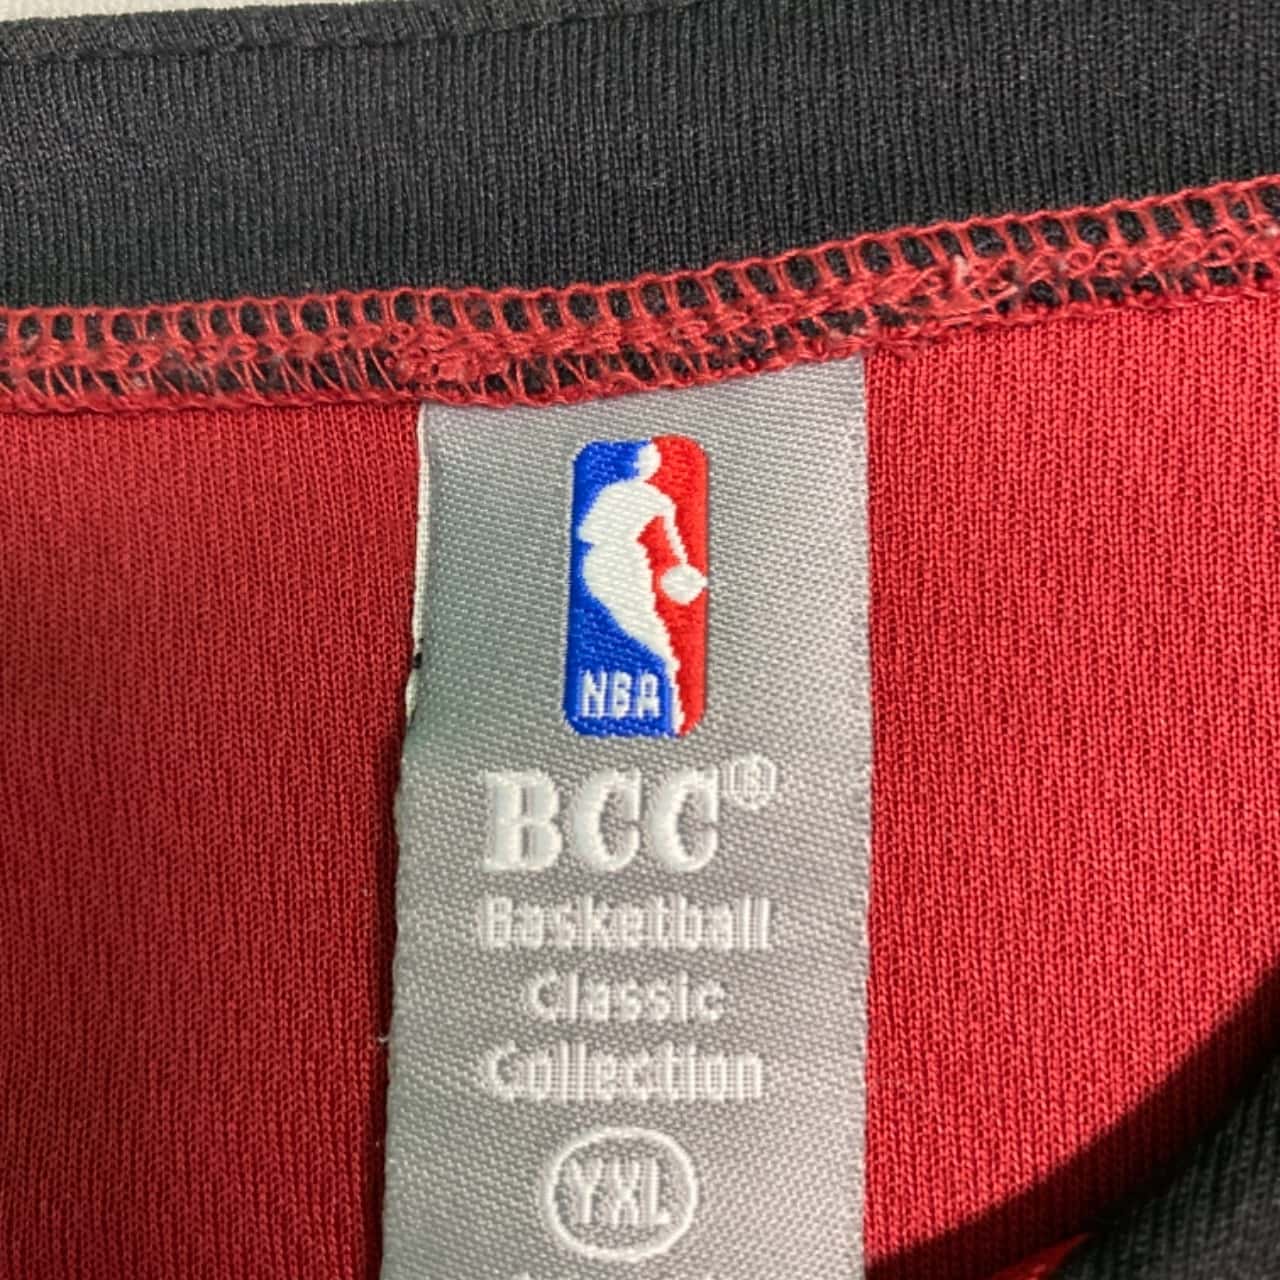 NBA
BCC®
Basketball
Classic
Collection
YXL